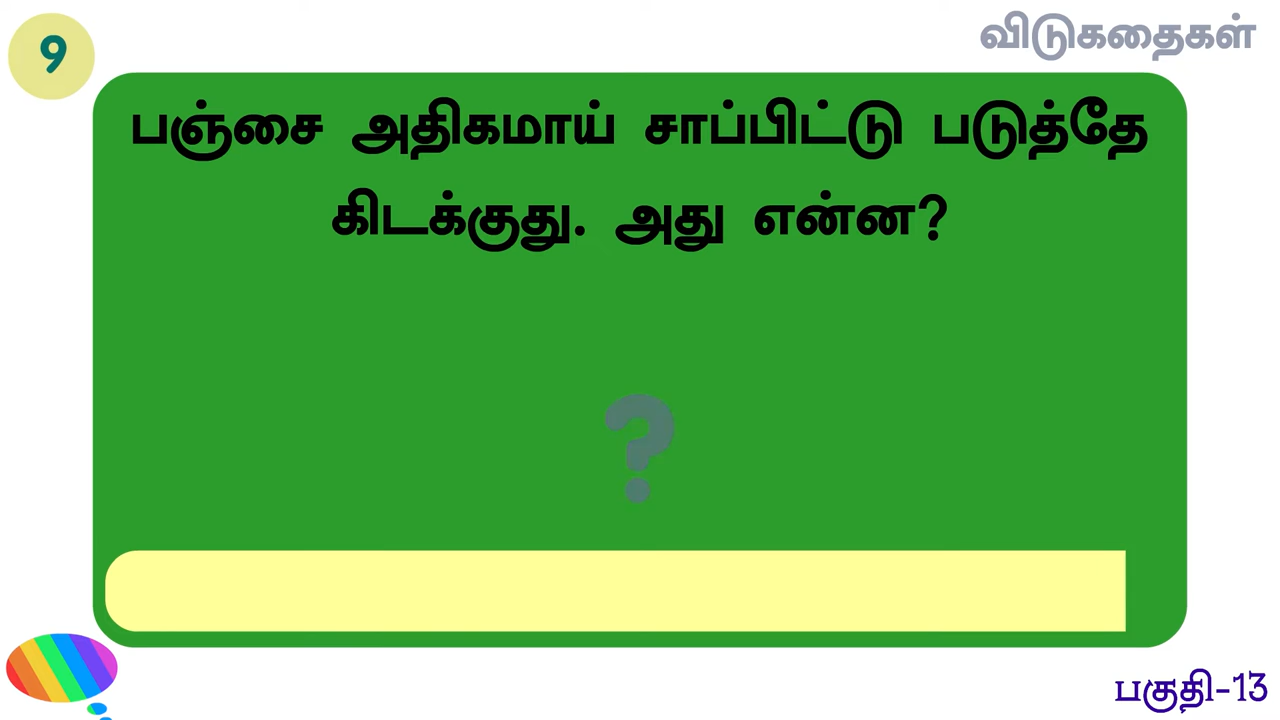 9
விடுகதைகள்
பஞ்சை அதிகமாய் சாப்பிட்டு படுத்தே
கிடக்குது. அது என்ன?
?
பகுதி-13